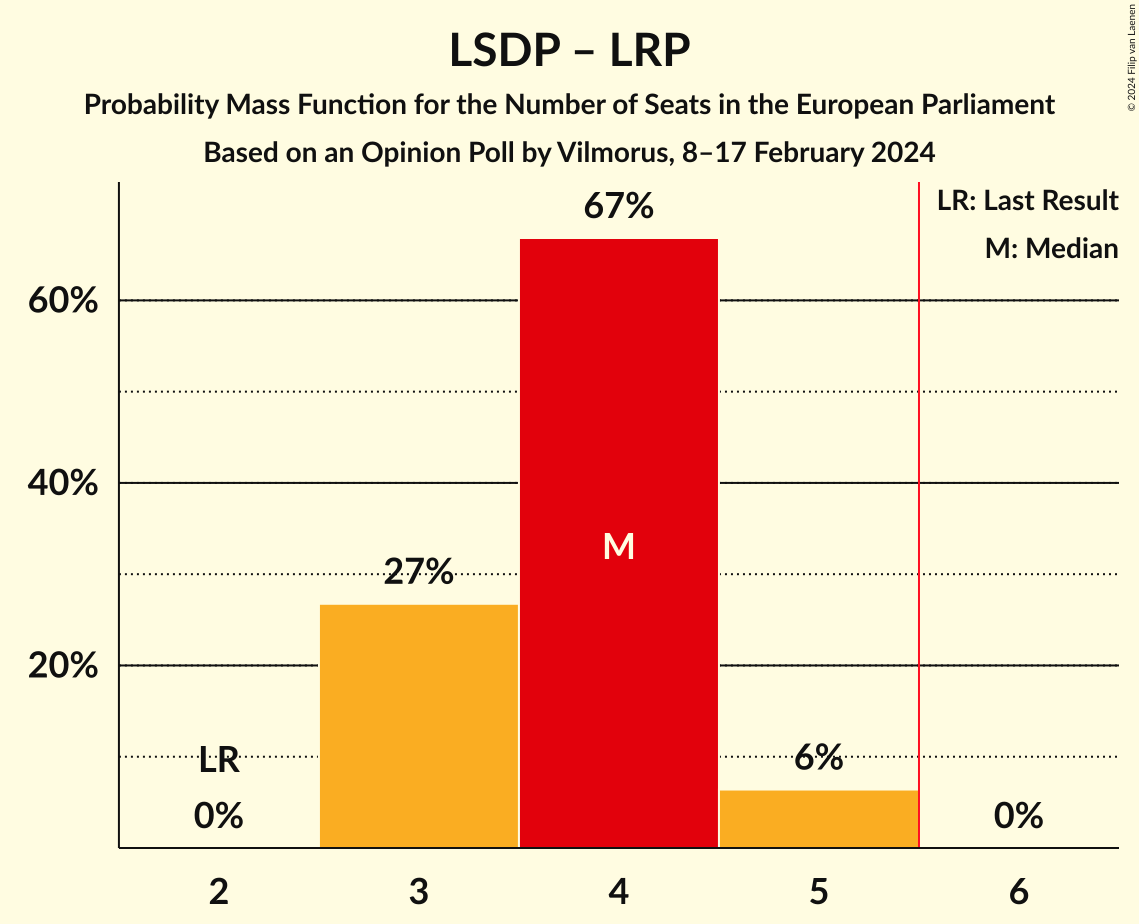 LSDP – LRP
Probability Mass Function for the Number of Seats in the European Parliament
Based on an Opinion Poll by Vilmorus, 8–17 February 2024
© 2024 Filip van Laenen
LR: Last Result
M: Median
67%
60%
40%
M
27%
20%
LR
6%
0%
0%
2
3
4
5
6